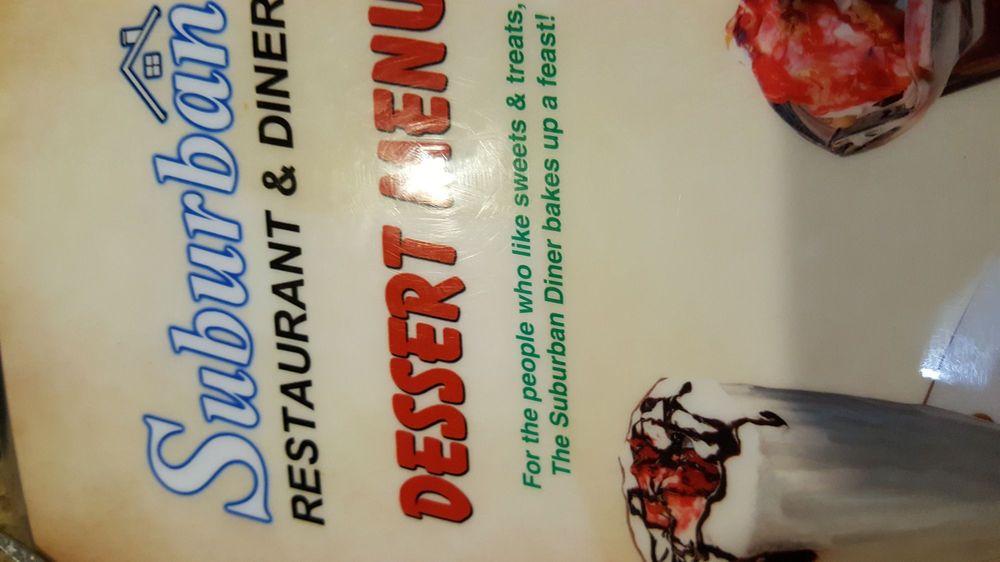 Suburban
RESTAURANT & DINER
DESSERT MENU
For the people who like sweets & treats,
The Suburban Diner bakes up a feast!